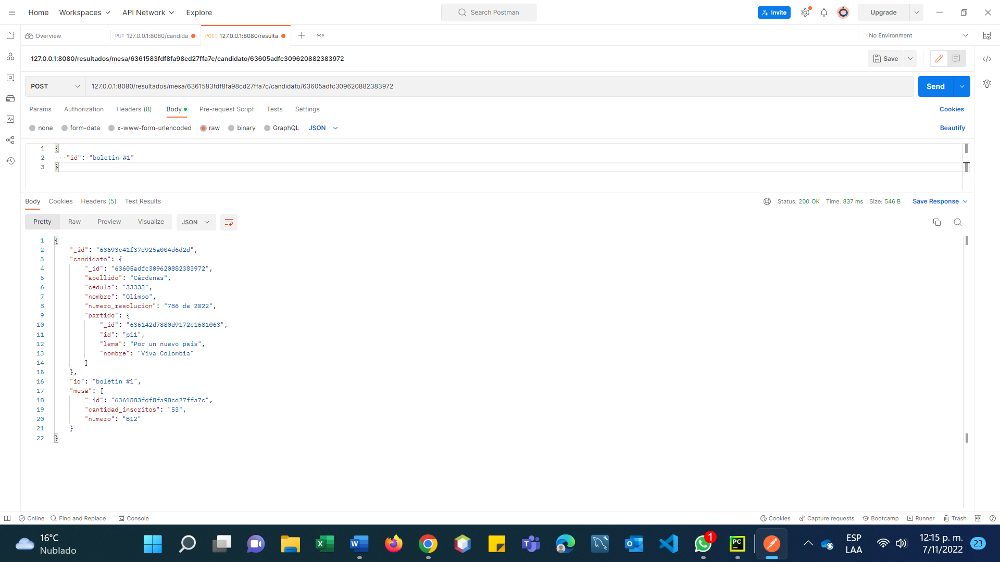 Home Workspaces API Network Explore Search Postman Invite Upgrade
Overview PUT 127.0.0.1:8080/candida POST 127.0.0.1:8080/resulta No Environment
127.0.0.1:8080/resultados/mesa/6361583fdf8fa98cd27ffa7c/candidato/63605adfc309620882383972 Save
POST 127.0.0.1:8080/resultados/mesa/6361583fdf8fa98cd27ffa7c/candidato/63605adfc309620882383972 Send
Params Authorization Headers (8) Body Pre-request Script Tests Settings Cookies
none form-data x-www-form-urlencoded raw binary GraphQL JSON Beautify
1 {
2 "id": "boletin #1"
3 }
Body Cookies Headers (5) Test Results Status: 200 OK Time: 837 ms Size: 546 B Save Response
Pretty Raw Preview Visualize JSON
1 {
2 "_id": "63693c41f37d925a004d6d2d",
3 "candidato": {
4 "_id": "63605adfc309620882383972",
5 "apellido": "Cárdenas",
6 "cedula": "33333",
7 "nombre": "Olimpo",
8 "numero_resolucion": "786 de 2022",
9 "partido": {
10 "_id": "636142d7880d9172c1681063",
11 "id": "p11",
12 "lema": "Por un nuevo pais",
13 "nombre": "Viva Colombia"
14 }
15 },
16 "id": "boletin #1",
17 "mesa": {
18 "_id": "6361583fdf8fa98cd27ffa7c",
19 "cantidad_inscritos": "53",
20 "numero": "B12"
21 }
22 }
Online Find and Replace Console Cookies Capture requests Bootcamp Runner Trash
16°C
Nublado
1
ESP
LAA
12:15 p. m.
7/11/2022
23